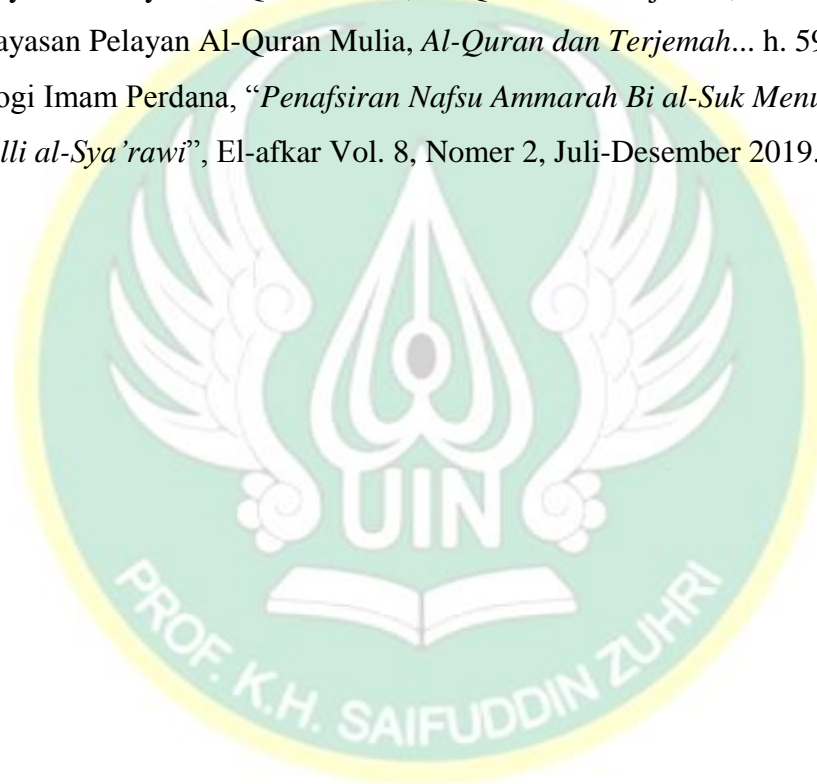 ayasan Pelayan Al-Quran Mulia, Al-Quran dan Terjemah... h. 59
ogi Imam Perdana, “Penafsiran Nafsu Ammarah Bi al-Suk Menu
lli al-Sya’rawi”, El-afkar Vol. 8, Nomer 2, Juli-Desember 2019.
UIN
PROF. K.H. SAIFUDDIN ZUHRI